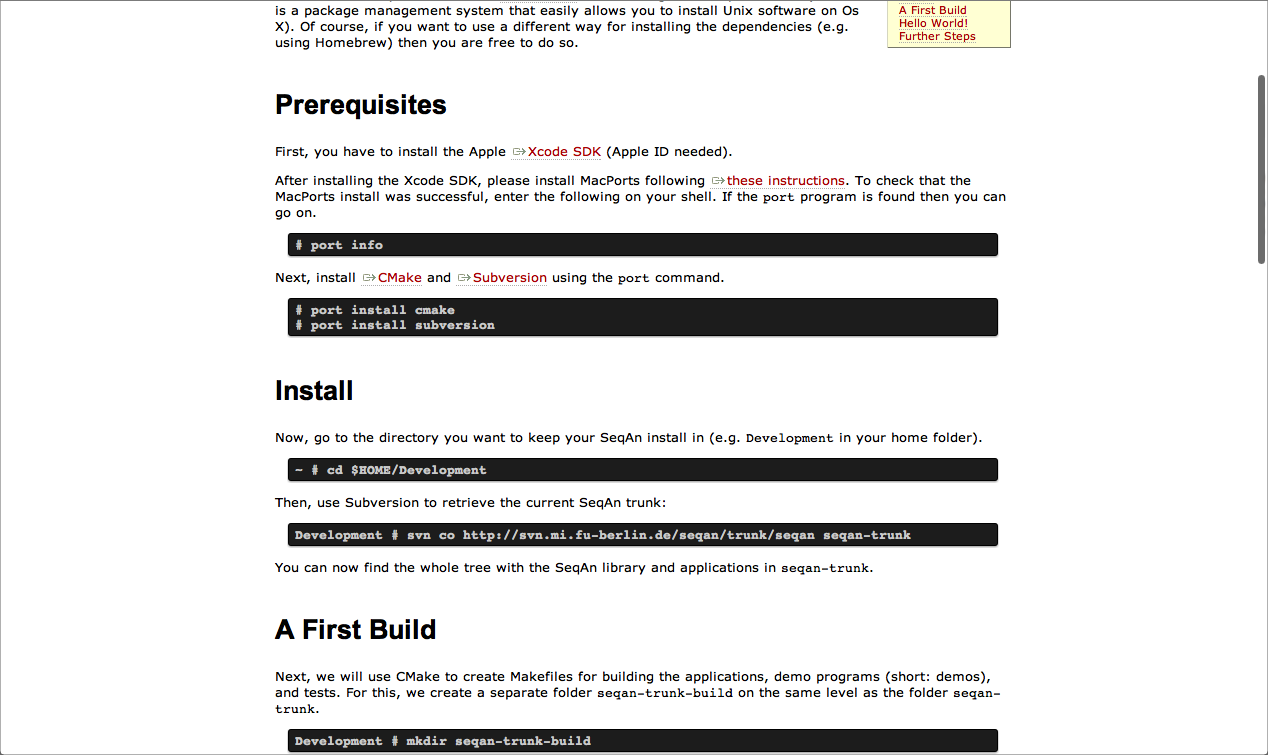 is a package management system that easily allows you to install Unix software on Os
X). Of course, if you want to use a different way for installing the dependencies (e.g.
using Homebrew) then you are free to do so.
A First Build
Hello World!
Further Steps
Prerequisites
First, you have to install the Apple Xcode SDK (Apple ID needed).
After installing the Xcode SDK, please install MacPorts following these instructions. To check that the
MacPorts install was successful, enter the following on your shell. If the port program is found then you can
go on.
# port info
Next, install CMake and Subversion using the port command.
# port install cmake
# port install subversion
Install
Now, go to the directory you want to keep your SeqAn install in (e.g. Development in your home folder).
~ # cd $HOME/Development
Then, use Subversion to retrieve the current SeqAn trunk:
Development # svn co http://svn.mi.fu-berlin.de/seqan/trunk/seqan seqan-trunk
You can now find the whole tree with the SeqAn library and applications in seqan-trunk.
A First Build
Next, we will use CMake to create Makefiles for building the applications, demo programs (short: demos),
and tests. For this, we create a separate folder seqan-trunk-build on the same level as the folder seqan-
trunk.
Development # mkdir seqan-trunk-build